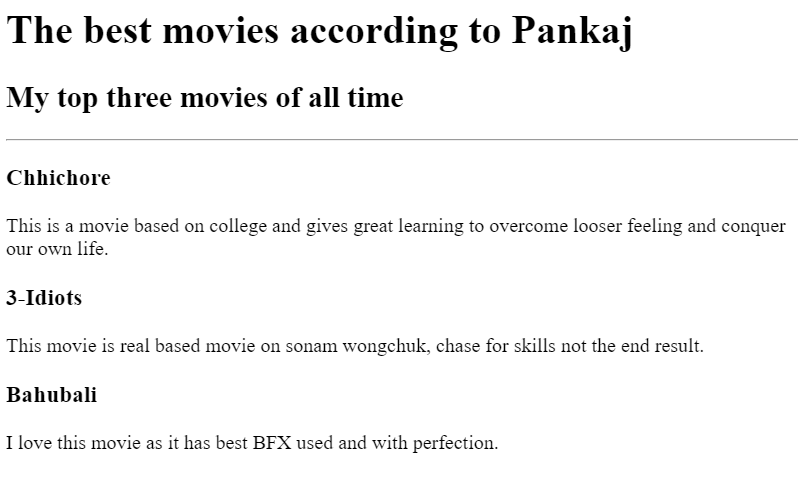 The best movies according to Pankaj
My top three movies of all time
Chhichore
This is a movie based on college and gives great learning to overcome looser feeling and conquer
our own life.
3-Idiots
This movie is real based movie on sonam wongchuk, chase for skills not the end result.
Bahubali
I love this movie as it has best BFX used and with perfection.